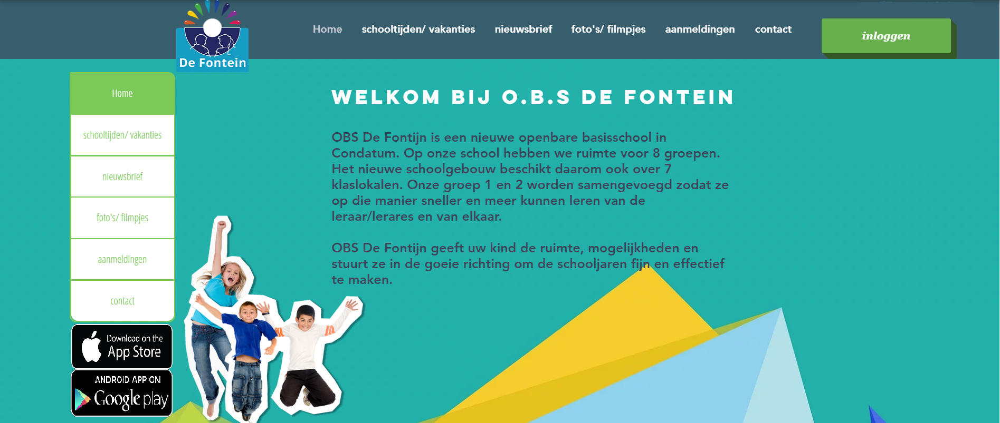 De Fontein
Home
schooltijden/ vakanties
nieuwsbrief
foto's/ filmpjes
aanmeldingen
contact
inloggen
Home
schooltijden/ vakanties
nieuwsbrief
foto's/ filmpjes
aanmeldingen
contact
Download on the
App Store
ANDROID APP ON
Google play
WELKOM BIJ O.B.S DE FONTEIN
OBS De Fontijn is een nieuwe openbare basisschool in
Condatum. Op onze school hebben we ruimte voor 8 groepen.
Het nieuwe schoolgebouw beschikt daarom ook over 7
klaslokalen. Onze groep 1 en 2 worden samengevoegd zodat ze
op die manier sneller en meer kunnen leren van de
leraar/lerares en van elkaar.
OBS De Fontijn geeft uw kind de ruimte, mogelijkheden en
stuurt ze in de goeie richting om de schooljaren fijn en effectief
te maken.